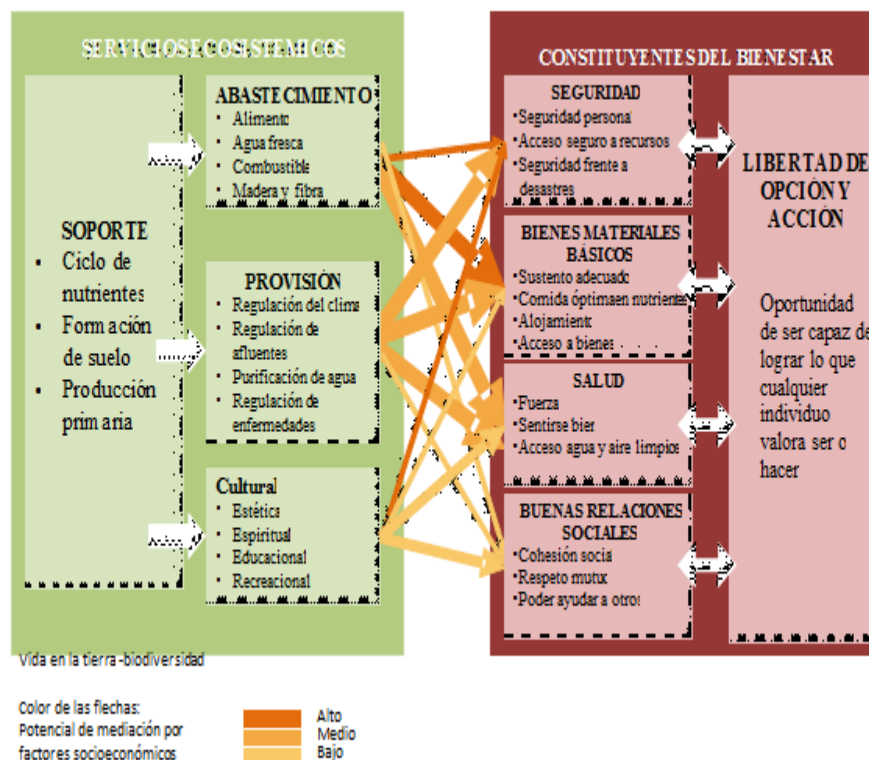 SERVICIOS ECOSISTEMICOS
SOPORTE
• Ciclo de
nutrientes
• Formación
de suelo
• Producción
primaria
ABASTECIMIENTO
• Alimento
• Agua fresca
• Combustible
• Madera y fibra
PROVISIÓN
• Regulación del clima
• Regulación de
afluentes
• Purificación de agua
• Regulación de
enfermedades
Cultural
• Estética
• Espiritual
• Educacional
• Recreacional
CONSTITUYENTES DEL BIENESTAR
SEGURIDAD
•Seguridad personal
•Acceso seguro a recursos
•Seguridad frente a
desastres
BIENES MATERIALES
BÁSICOS
•Sustento adecuado
•Comida óptima en nutrientes
•Alojamiento
•Acceso a bienes
SALUD
•Fuerza
•Sentirse bien
•Acceso agua y aire limpios
BUENAS RELACIONES
SOCIALES
•Cohesión social
•Respeto mutuo
•Poder ayudar a otros
LIBERTAD DE
OPCIÓN Y
ACCIÓN
Oportunidad
de ser capaz de
lograr lo que
cualquier
individuo
valora ser o
hacer
Vida en la tierra -biodiversidad
Color de las flechas:
Potencial de mediación por
factores socioeconómicos
Alto
Medio
Bajo